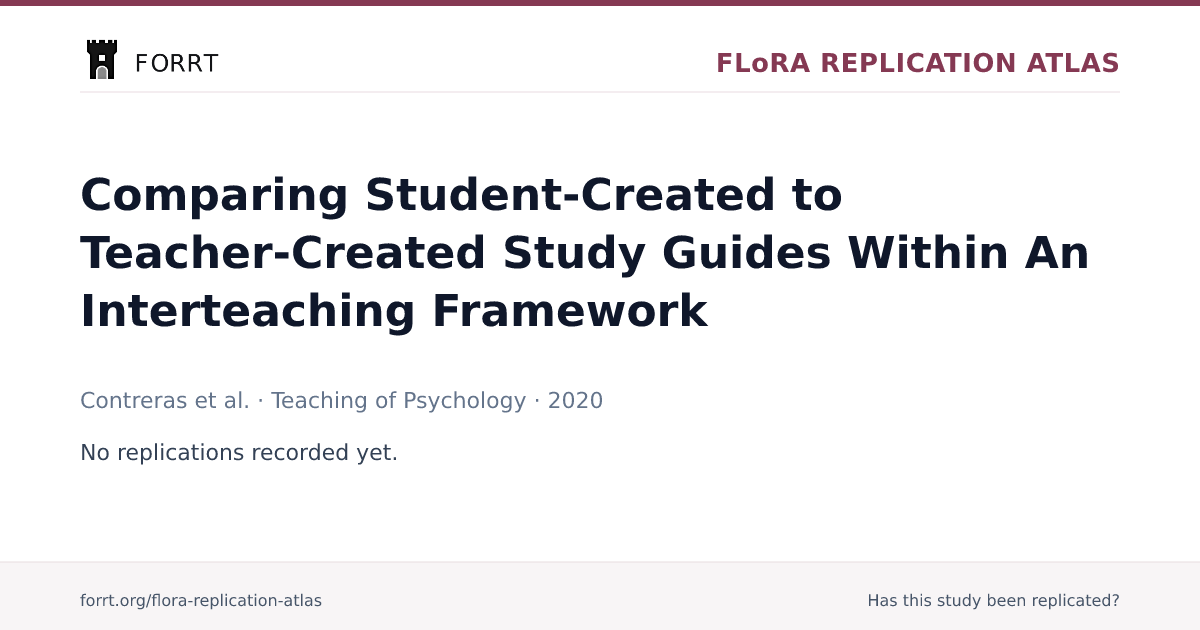 FORRT
FLoRA REPLICATION ATLAS
Comparing Student-Created to
Teacher-Created Study Guides Within An
Interteaching Framework
Contreras et al. · Teaching of Psychology · 2020
No replications recorded yet.
forrt.org/flora-replication-atlas
Has this study been replicated?